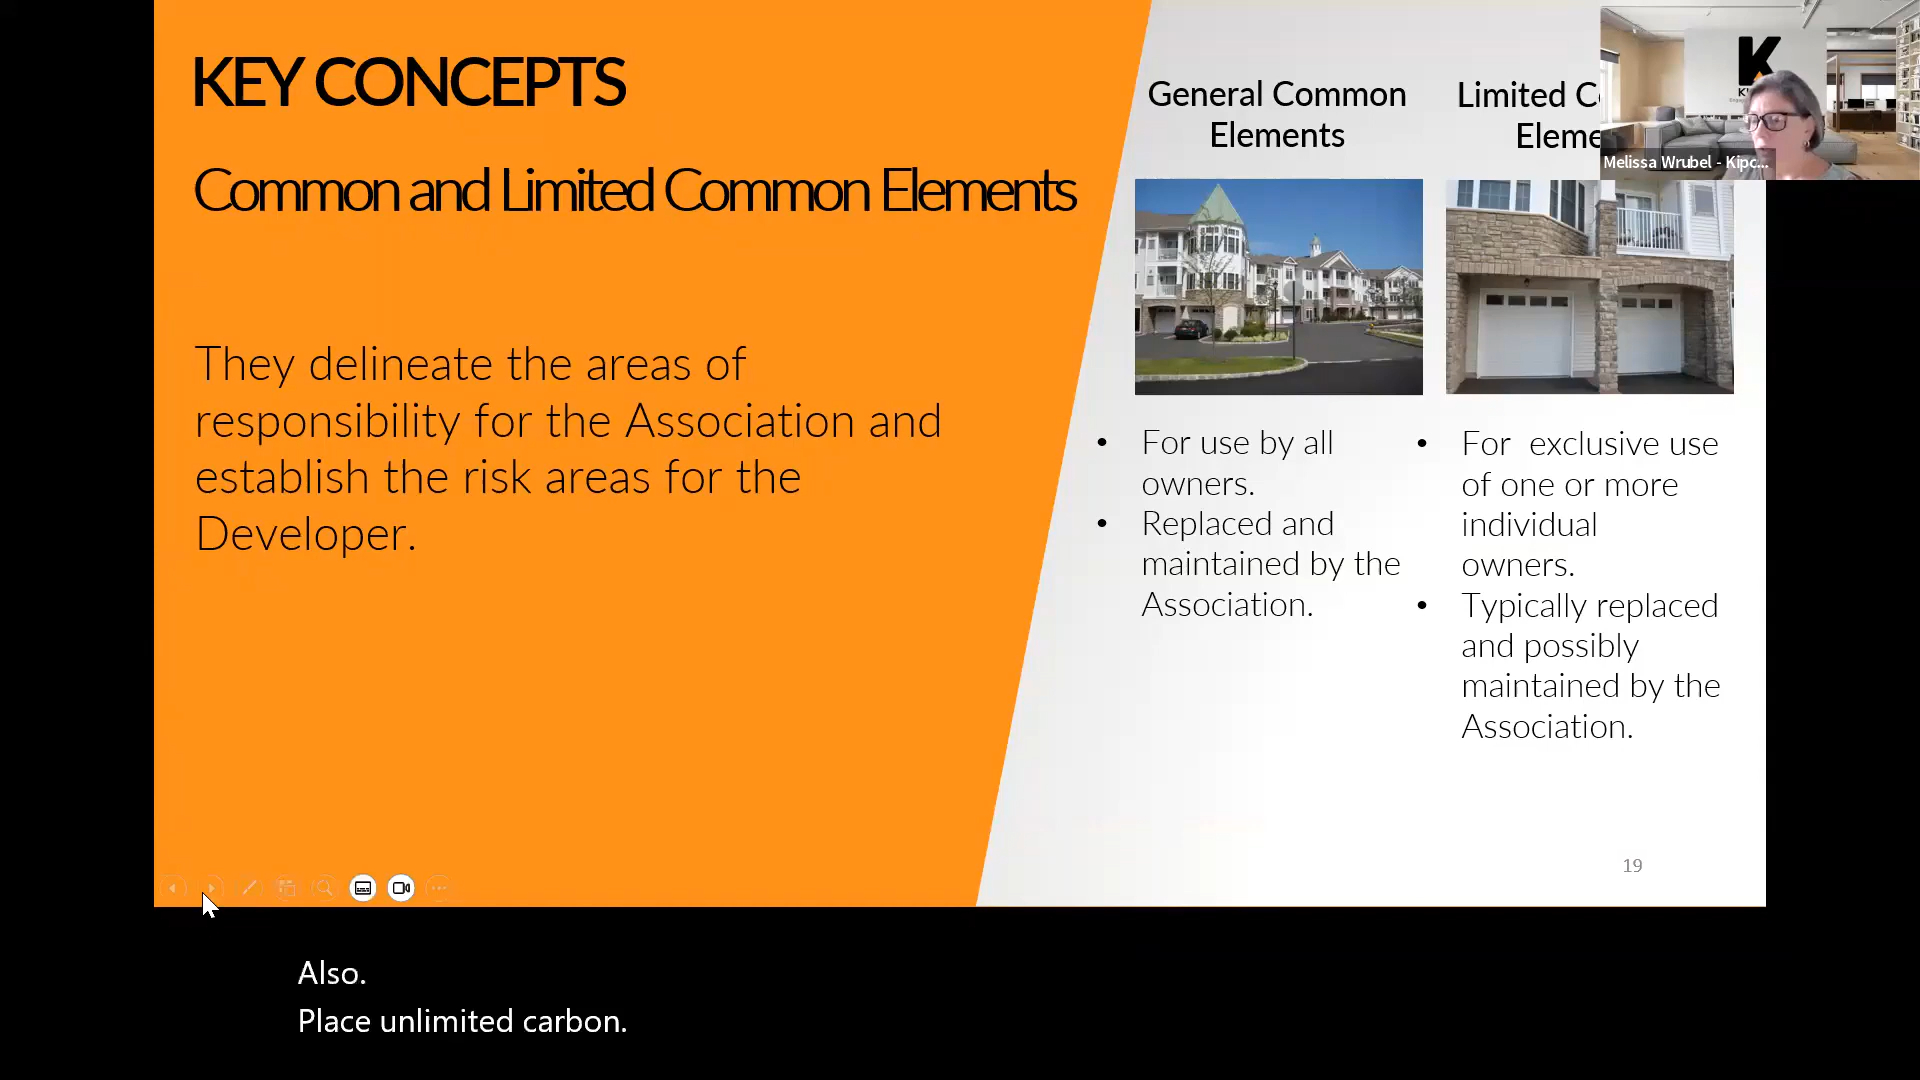 KEY CONCEPTS
Common and Limited Common Elements
They delineate the areas of
responsibility for the Association and
establish the risk areas for the
Developer.
General Common
Elements
• For use by all
owners.
• Replaced and
maintained by the
Association.
Limited
• For exclusive use
of one or more
individual
owners.
• Typically replaced
and possibly
maintained by the
Association.
19
K
Melissa Wrubel - Kipc...
Also.
Place unlimited carbon.